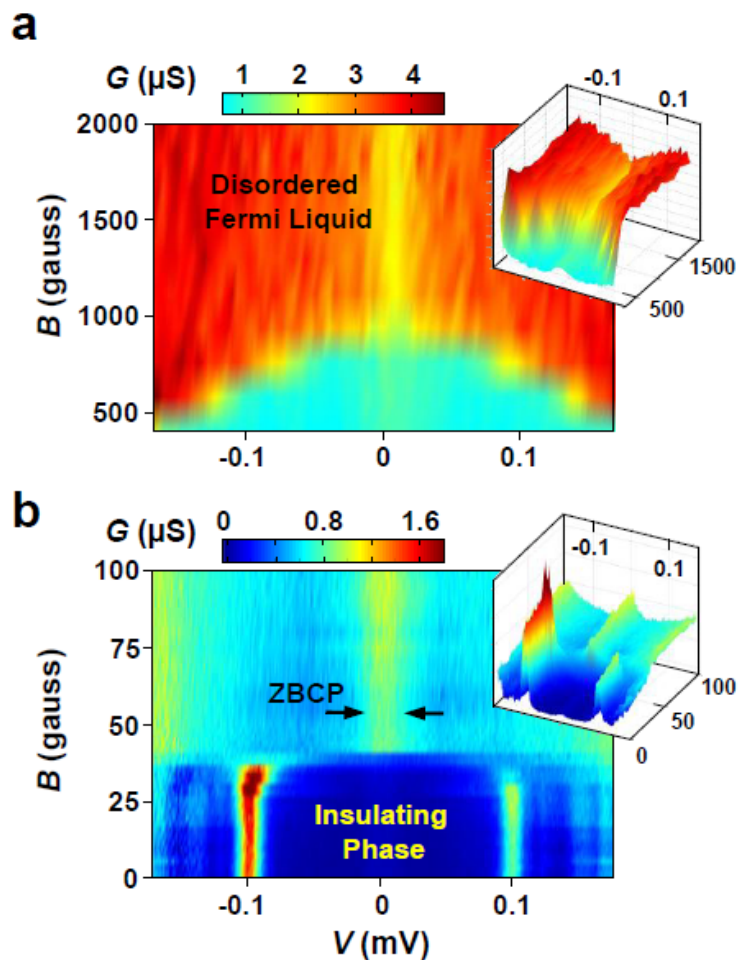 a
G (μS) 1 2 3 4
-0.1 0.1
2000
Disordered
Fermi Liquid
1500
1500
B (gauss)
1000
500
500
-0.1 0 0.1
b
G (μS) 0 0.8 1.6
-0.1 0.1
100
75
100
ZBCP
50
50
0
B (gauss)
25
Insulating
Phase
0
-0.1 0 0.1
V (mV)